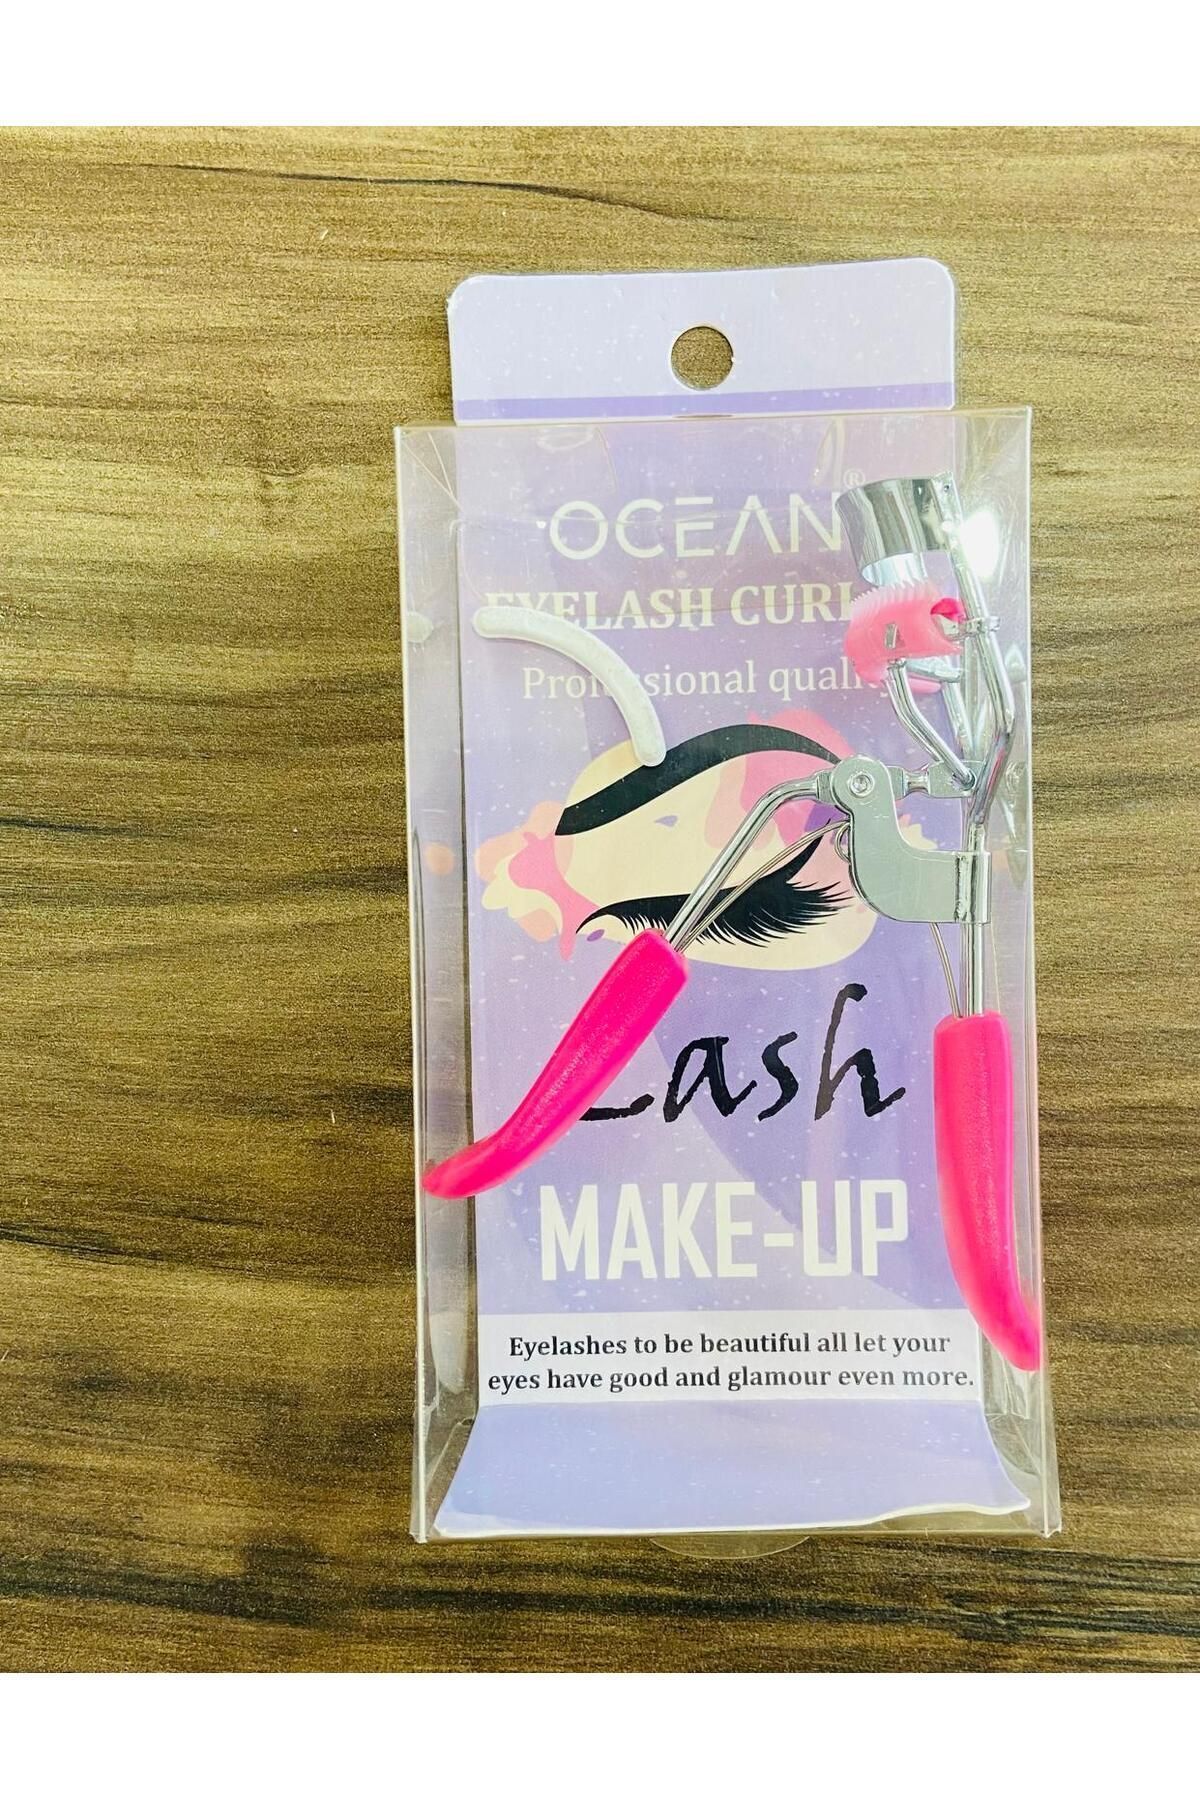 OCEAN®
EYELASH CURL
Professional quality
Lash
MAKE-UP
Eyelashes to be beautiful all let your
eyes have good and glamour even more.